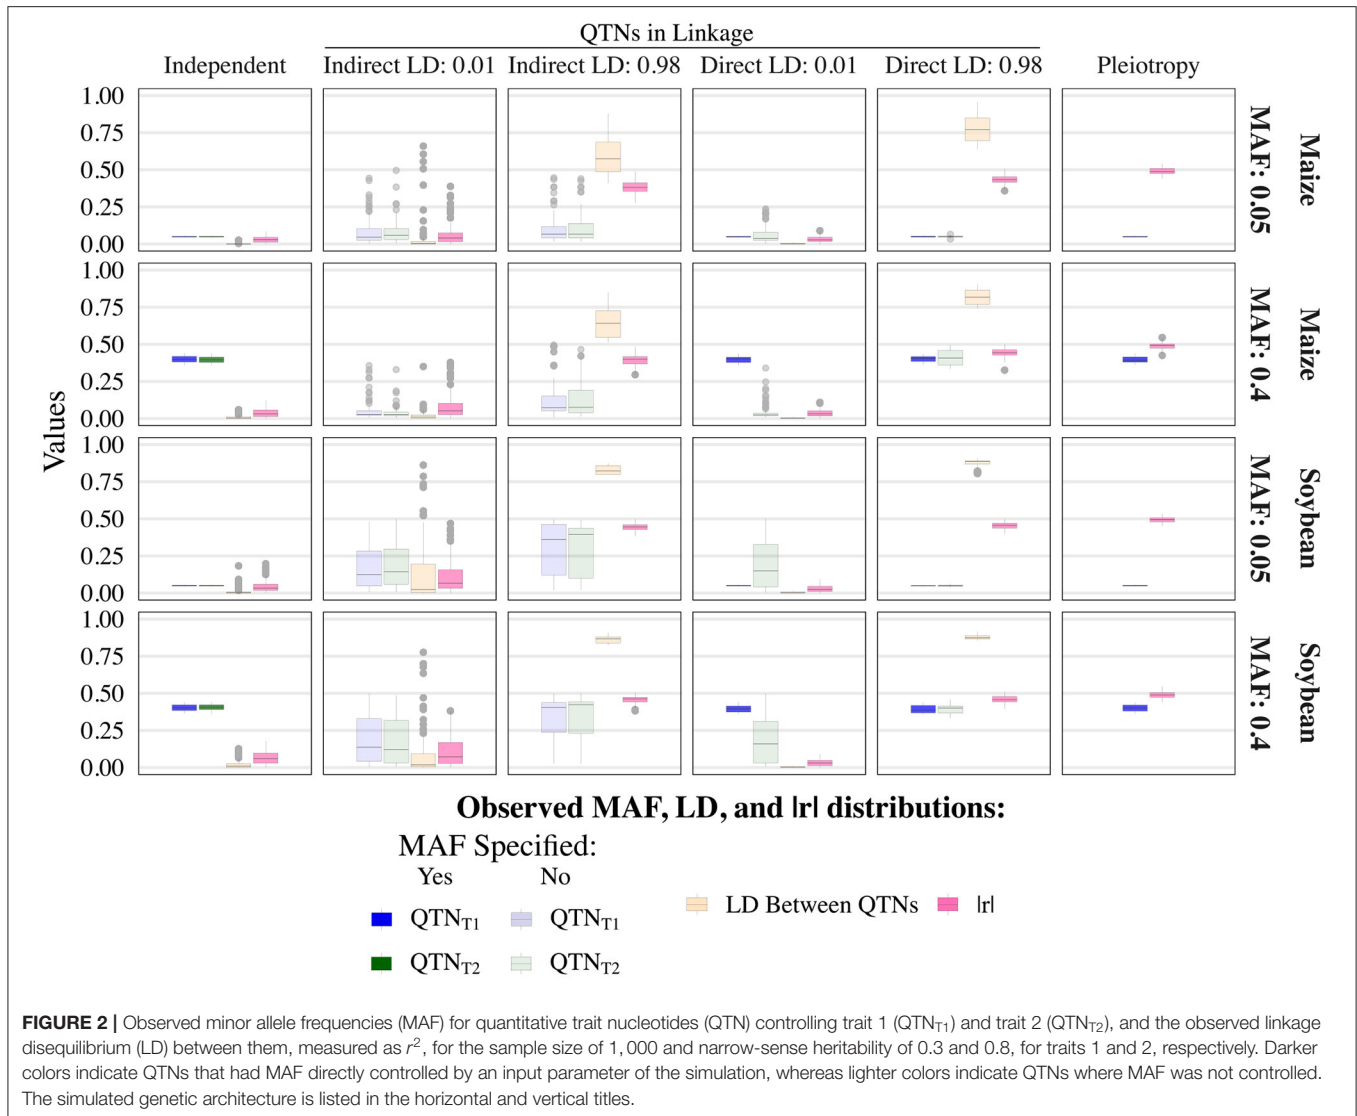 QTNs in Linkage
Independent
Indirect LD: 0.01
Indirect LD: 0.98
Direct LD: 0.01
Direct LD: 0.98
Pleiotropy
Values
1.00
0.75
0.50
0.25
0.00
MAF: 0.05
Maize
1.00
0.75
0.50
0.25
0.00
MAF: 0.4
Maize
1.00
0.75
0.50
0.25
0.00
MAF: 0.05
Soybean
1.00
0.75
0.50
0.25
0.00
MAF: 0.4
Soybean
Observed MAF, LD, and |r| distributions:
MAF Specified:
Yes No
QTN_T1 QTN_T1 LD Between QTNs |r|
QTN_T2 QTN_T2
FIGURE 2 | Observed minor allele frequencies (MAF) for quantitative trait nucleotides (QTN) controlling trait 1 (QTN_T1) and trait 2 (QTN_T2), and the observed linkage
disequilibrium (LD) between them, measured as r², for the sample size of 1, 000 and narrow-sense heritability of 0.3 and 0.8, for traits 1 and 2, respectively. Darker
colors indicate QTNs that had MAF directly controlled by an input parameter of the simulation, whereas lighter colors indicate QTNs where MAF was not controlled.
The simulated genetic architecture is listed in the horizontal and vertical titles.